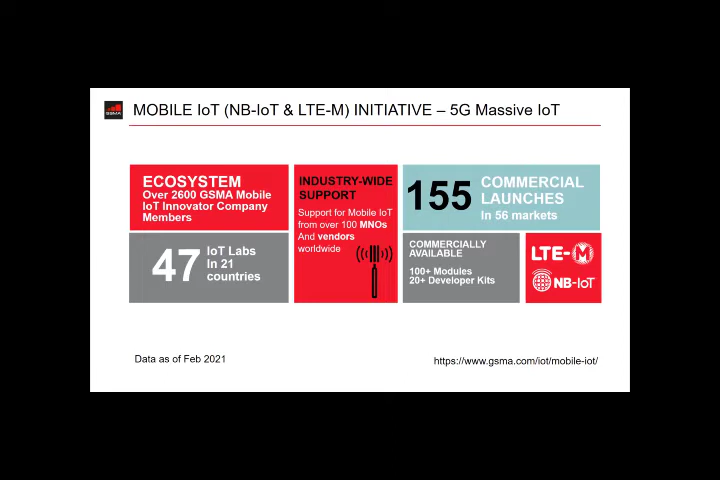 GSMA
MOBILE IoT (NB-IoT & LTE-M) INITIATIVE – 5G Massive IoT
ECOSYSTEM
Over 2600 GSMA Mobile
IoT Innovator Company
Members
47
IoT Labs
In 21
countries
INDUSTRY-WIDE
SUPPORT
Support for Mobile IoT
from over 100 MNOs
And vendors
worldwide
155
COMMERCIAL
LAUNCHES
In 56 markets
COMMERCIALLY
AVAILABLE
100+ Modules
20+ Developer Kits
LTE-M
NB-IoT
Data as of Feb 2021
https://www.gsma.com/iot/mobile-iot/